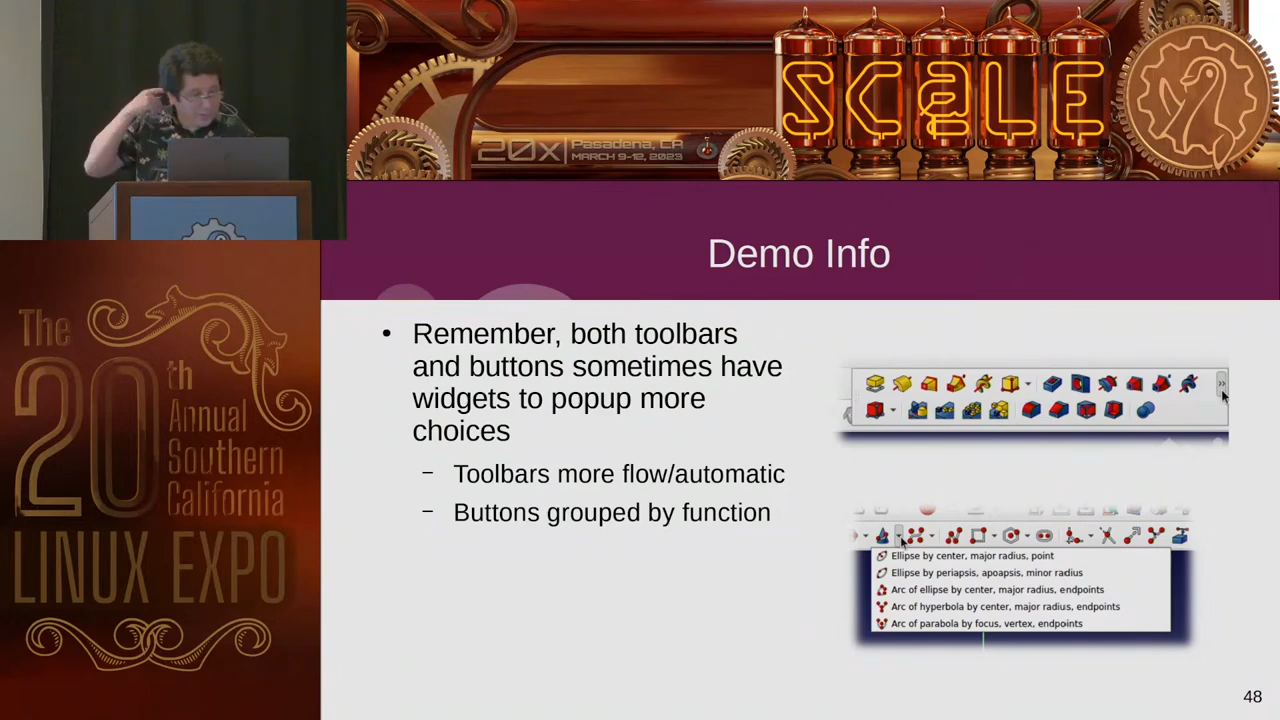 SCaLE
20x
Pasadena, CA
MARCH 9-12, 2023
The
20th
Annual
Southern
California
LINUX EXPO
Demo Info
• Remember, both toolbars
and buttons sometimes have
widgets to popup more
choices
– Toolbars more flow/automatic
– Buttons grouped by function
Ellipse by center, major radius, point
Ellipse by periapsis, apoapsis, minor radius
Arc of ellipse by center, major radius, endpoints
Arc of hyperbola by center, major radius, endpoints
Arc of parabola by focus, vertex, endpoints
48